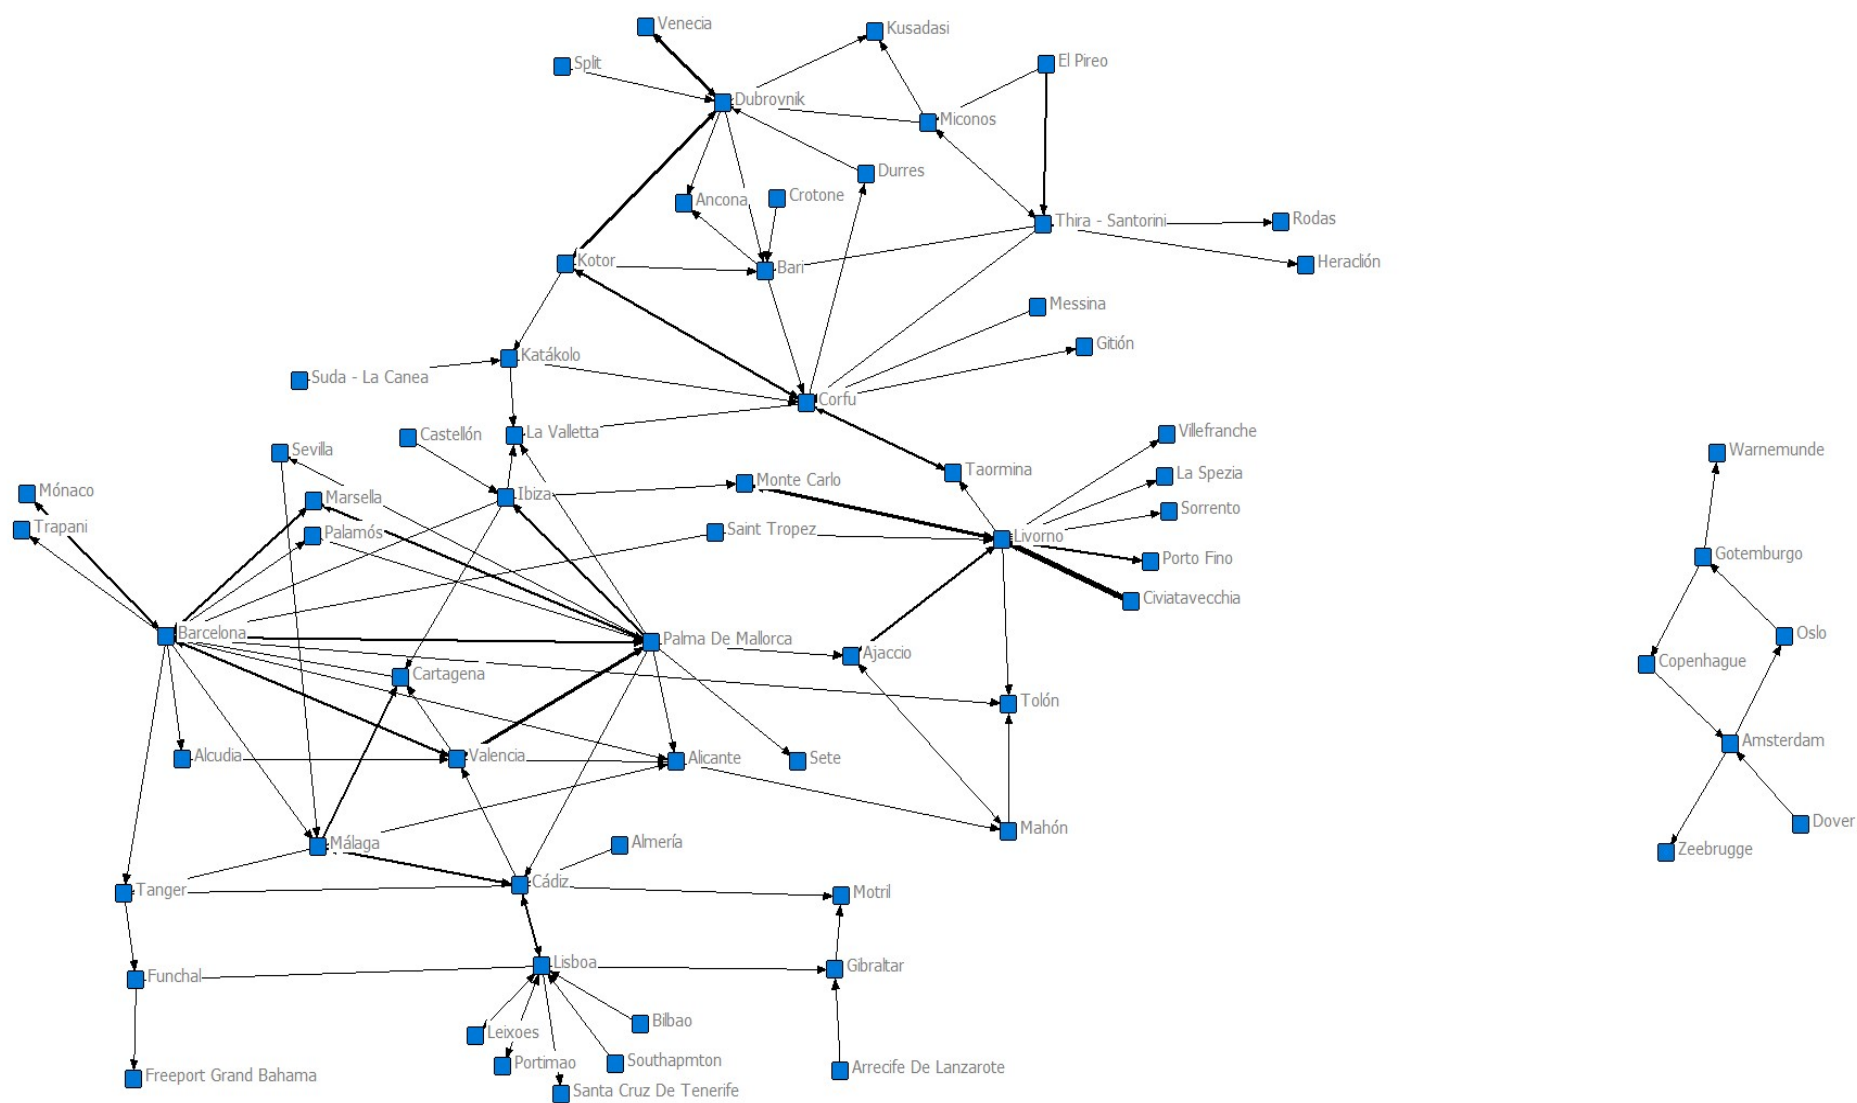 Venecia
Kusadasi
Split
El Pireo
Dubrovnik
Miconos
Durres
Ancona
Crotone
Thira - Santorini
Rodas
Kotor
Bari
Heraclión
Messina
Gitión
Katákolo
Suda - La Canea
Corfu
Castellón
La Valletta
Villefranche
Sevilla
Warnemunde
Taormina
La Spezia
Mónaco
Marsella
Ibiza
Monte Carlo
Sorrento
Trapani
Palamós
Saint Tropez
Livorno
Porto Fino
Gotemburgo
Civiatavecchia
Barcelona
Palma De Mallorca
Oslo
Ajaccio
Copenhague
Cartagena
Tolón
Amsterdam
Alcudia
Valencia
Alicante
Sete
Mahón
Dover
Málaga
Almería
Zeebrugge
Tanger
Cádiz
Motril
Funchal
Lisboa
Gibraltar
Leixoes
Bilbao
Portimao
Southapmton
Arrecife De Lanzarote
Freeport Grand Bahama
Santa Cruz De Tenerife